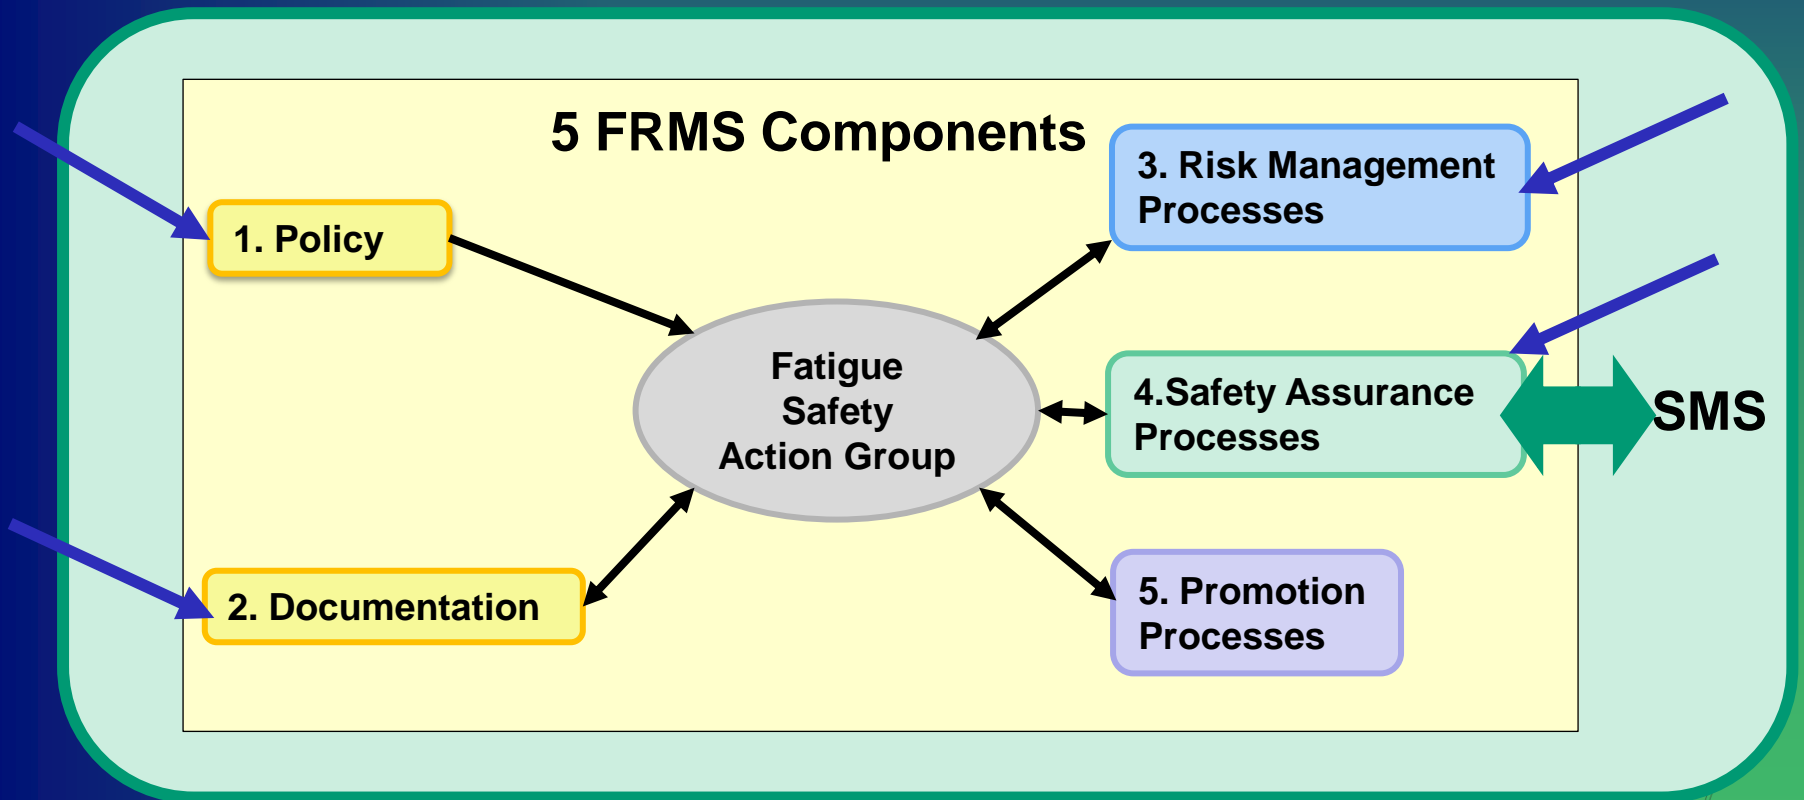 5 FRMS Components
1. Policy
2. Documentation
Fatigue
Safety
Action Group
3. Risk Management
Processes
4.Safety Assurance
Processes
SMS
5. Promotion
Processes